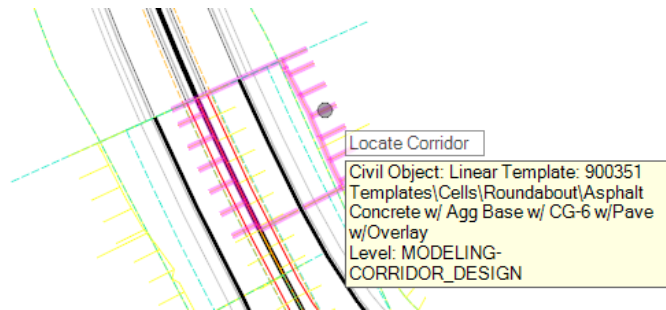 Locate Corridor
Civil Object: Linear Template: 900351
Templates\Cells\Roundabout\Asphalt
Concrete w/ Agg Base w/ CG-6 w/Pave
w/Overlay
Level: MODELING-
CORRIDOR_DESIGN